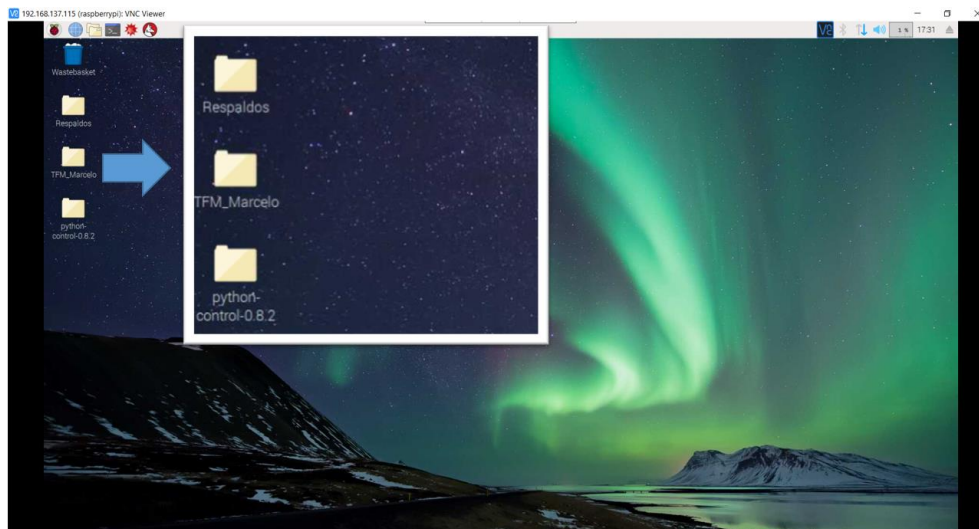 192.168.137.115 (raspberrypi): VNC Viewer
1 %
17:31
Wastebasket
Respaldos
TFM_Marcelo
python-
control-0.8.2
Respaldos
TFM_Marcelo
python-
control-0.8.2